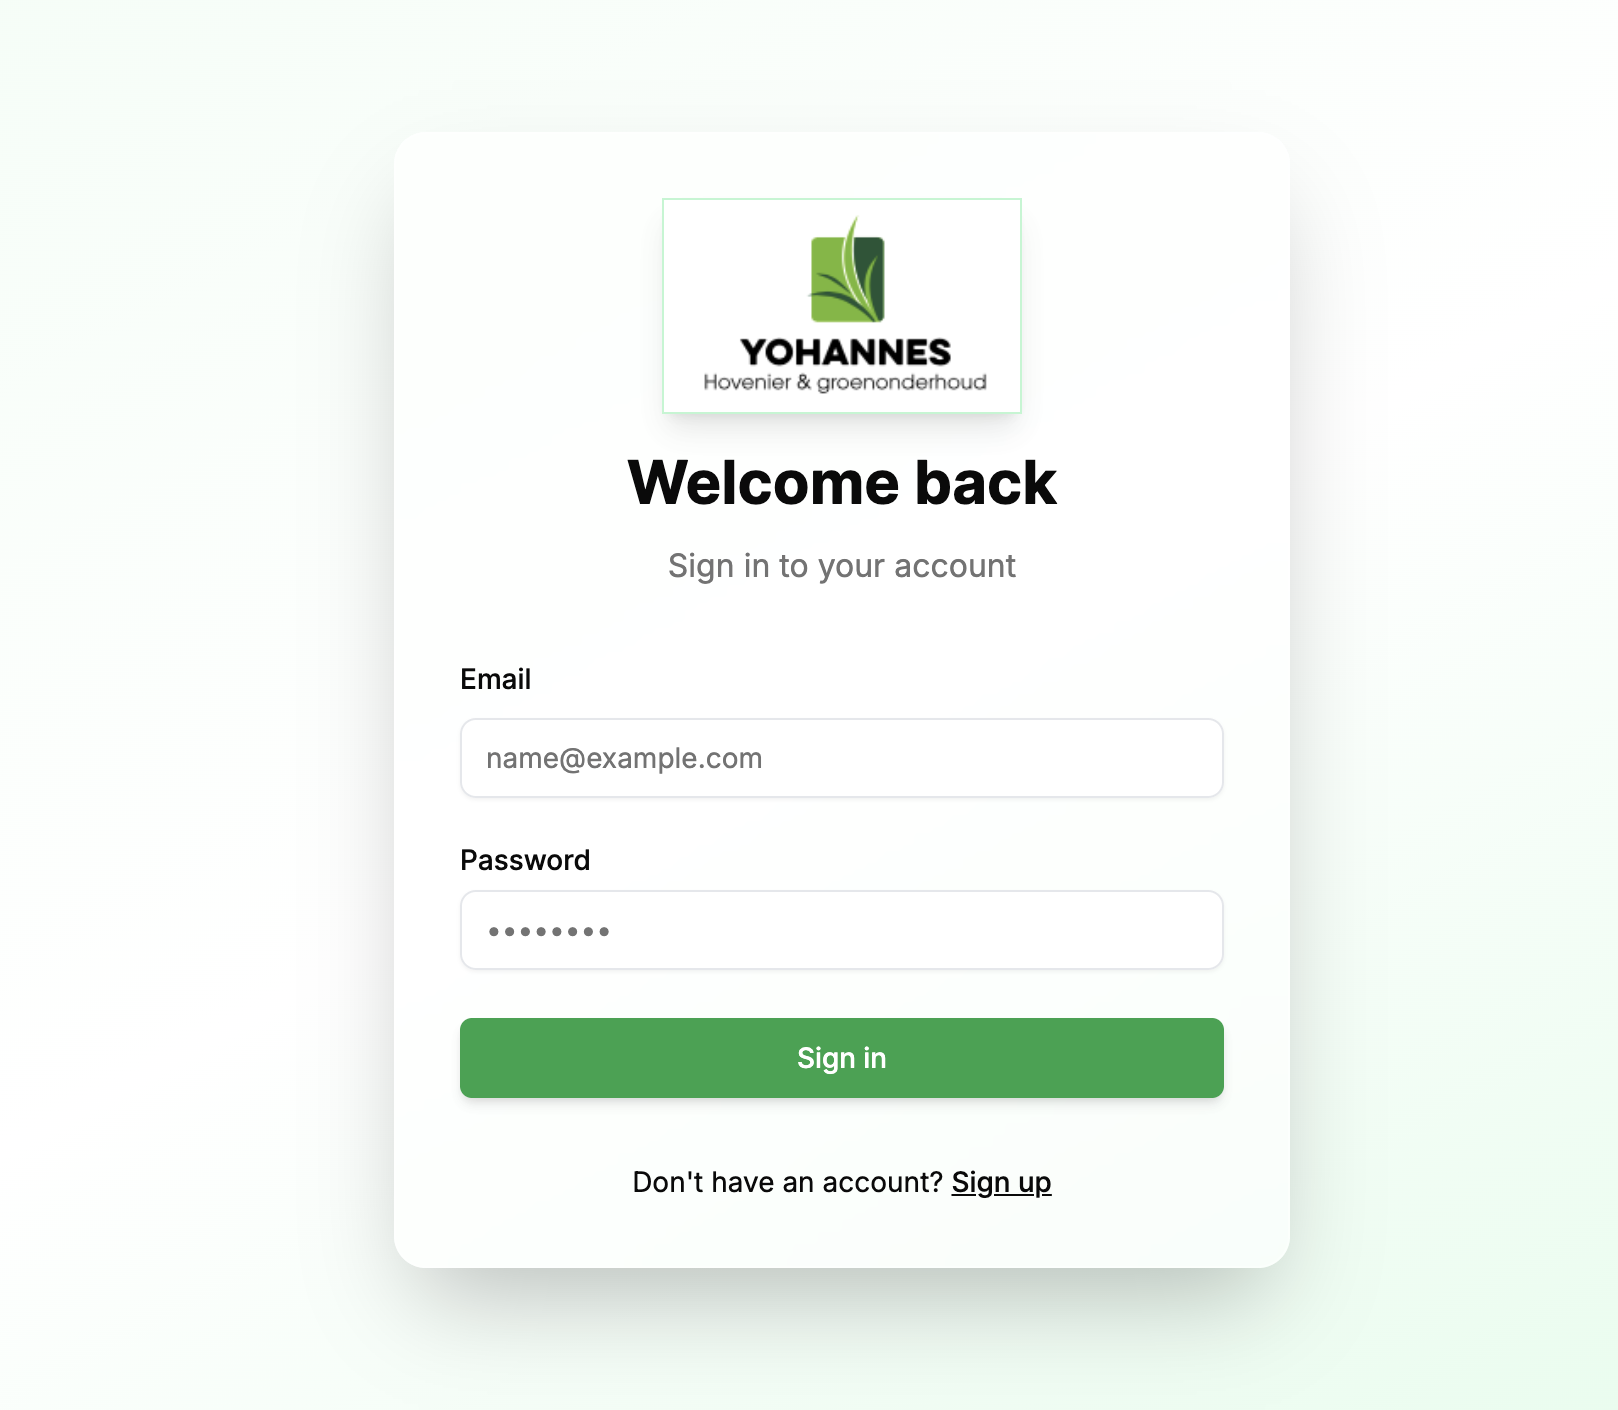 YOHANNES
Hovenier & groenonderhoud
Welcome back
Sign in to your account
Email
name@example.com
Password
••••••••
Sign in
Don't have an account? Sign up